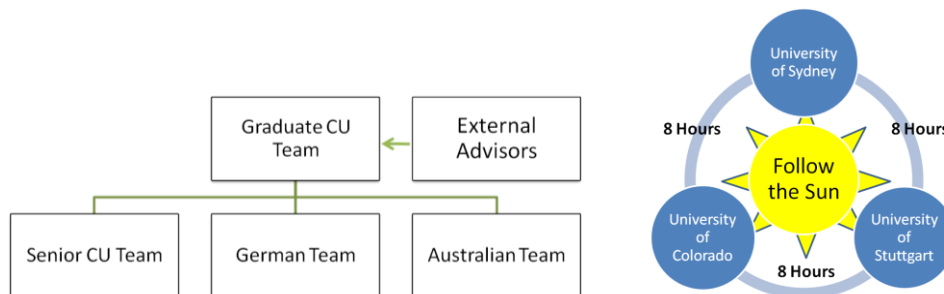 Graduate CU
Team
External
Advisors
Senior CU Team
German Team
Australian Team
University
of Sydney
8 Hours
8 Hours
Follow
the Sun
University
of
Colorado
University
of
Stuttgart
8 Hours